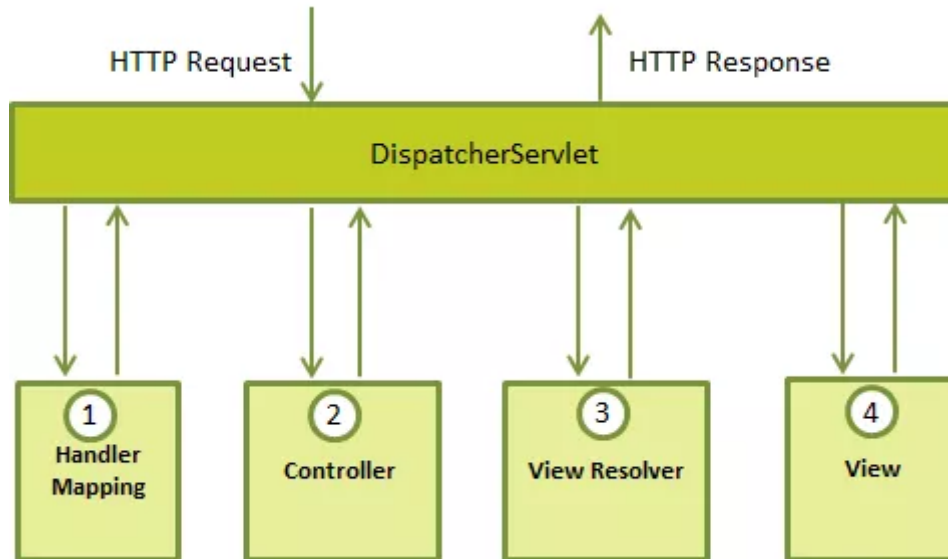 HTTP Request
HTTP Response
DispatcherServlet
1
Handler
Mapping
2
Controller
3
View Resolver
4
View